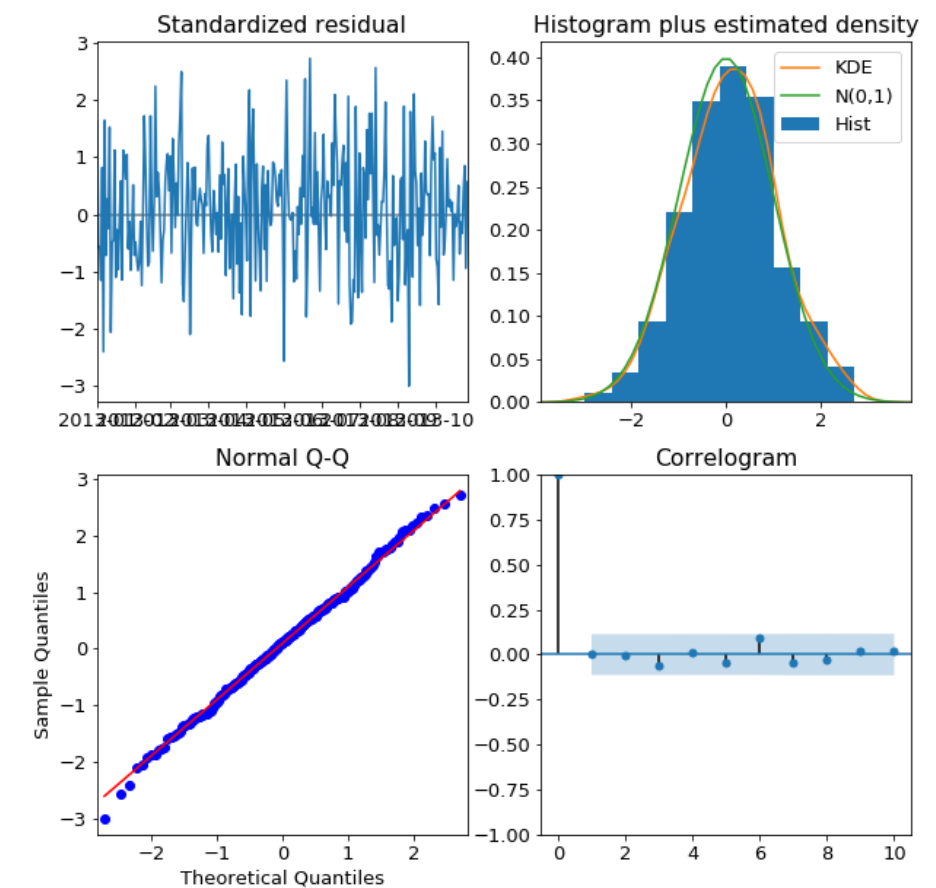 Standardized residual
3
2
1
0
−1
−2
−3
Histogram plus estimated density
0.40
0.35
0.30
0.25
0.20
0.15
0.10
0.05
0.00
−2 0 2
KDE
N(0,1)
Hist
Normal Q-Q
Sample Quantiles
3
2
1
0
−1
−2
−3
−2 −1 0 1 2
Theoretical Quantiles
Correlogram
1.00
0.75
0.50
0.25
0.00
−0.25
−0.50
−0.75
−1.00
0 2 4 6 8 10